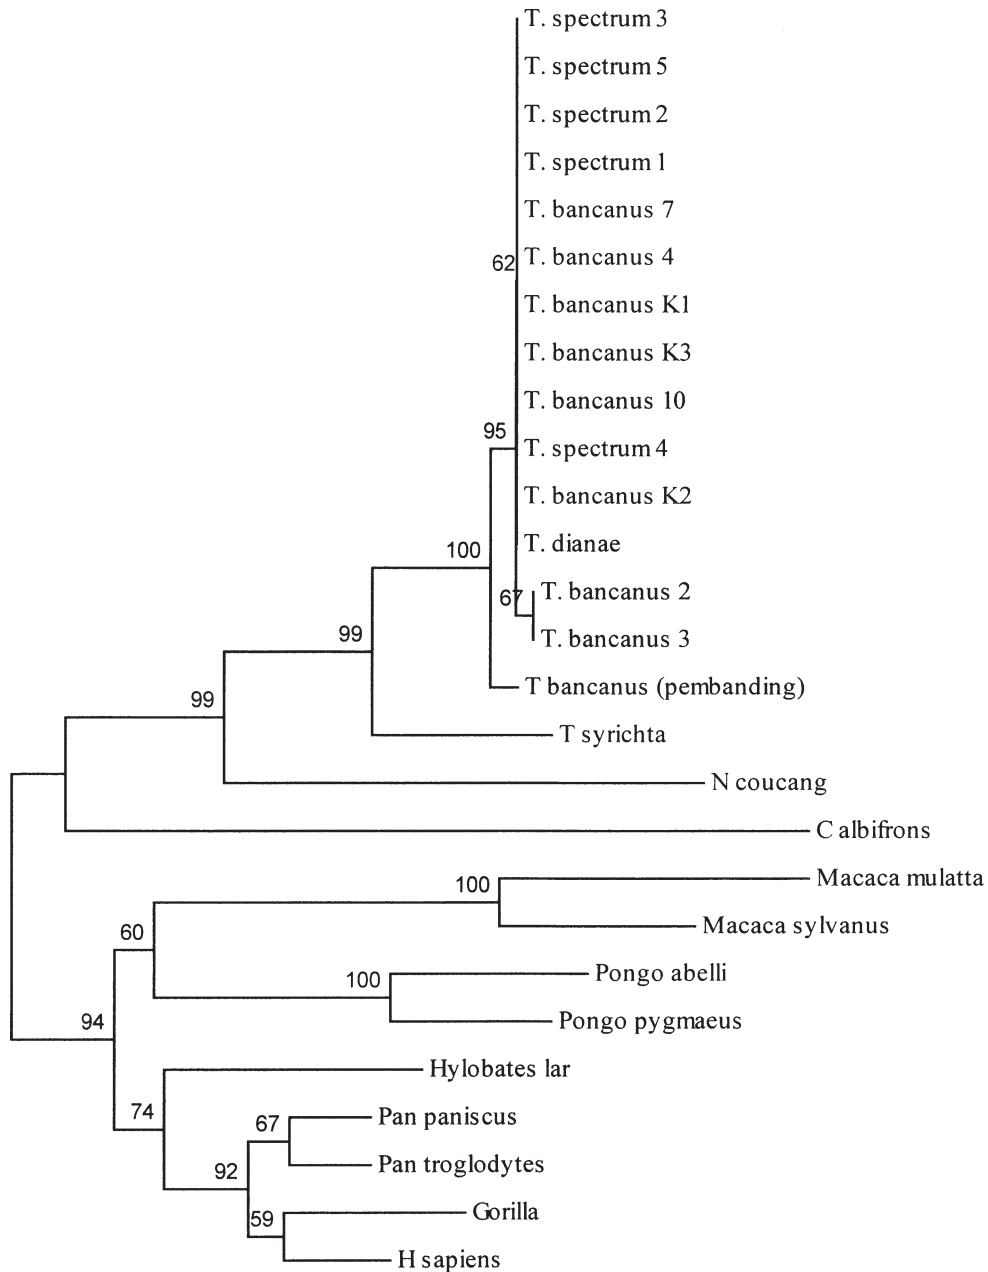 T. spectrum 3
T. spectrum 5
T. spectrum 2
T. spectrum 1
T. bancanus 7
T. bancanus 4
62
T. bancanus K1
T. bancanus K3
T. bancanus 10
95
T. spectrum 4
T. bancanus K2
T. dianae
100
T. bancanus 2
67
T. bancanus 3
99
T bancanus (pembanding)
99
T syrichta
N coucang
C albifrons
Macaca mulatta
100
Macaca sylvanus
60
Pongo abelli
100
Pongo pygmaeus
94
Hylobates lar
74
Pan paniscus
67
Pan troglodytes
92
Gorilla
59
H sapiens